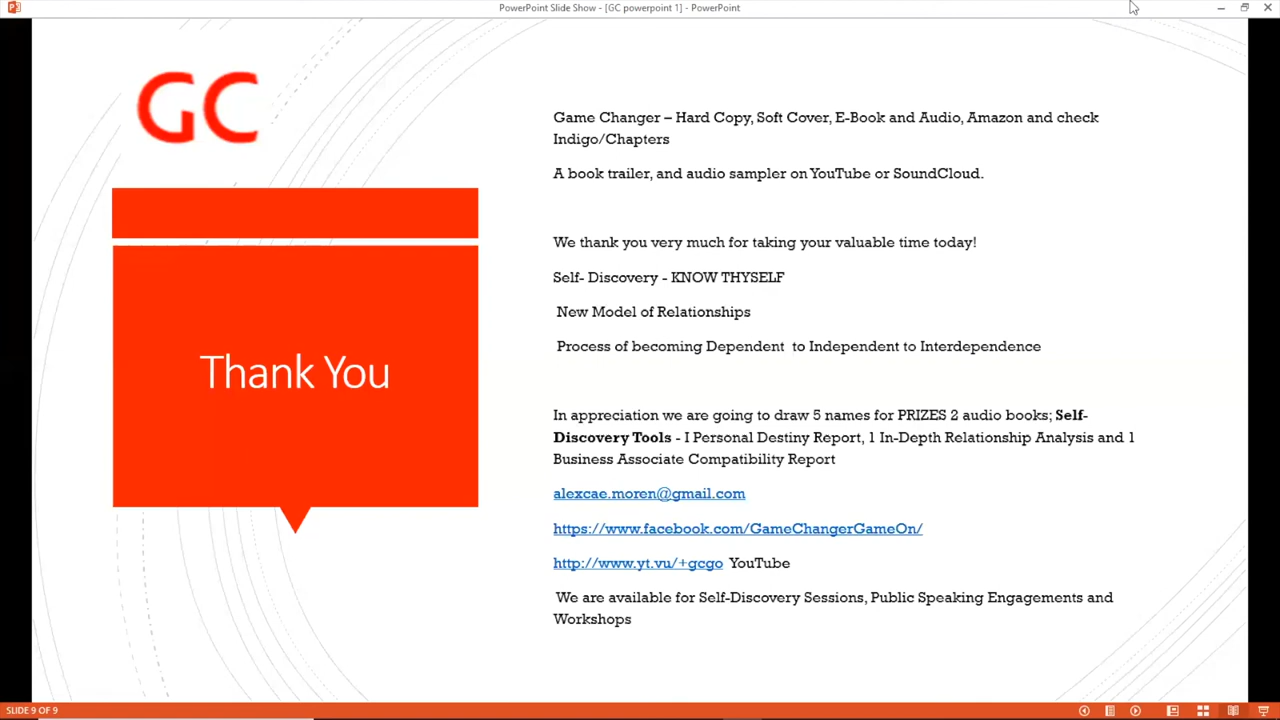 PowerPoint Slide Show - [GC powerpoint 1] - PowerPoint
GC
Thank You
Game Changer – Hard Copy, Soft Cover, E-Book and Audio, Amazon and check
Indigo/Chapters
A book trailer, and audio sampler on YouTube or SoundCloud.
We thank you very much for taking your valuable time today!
Self- Discovery - KNOW THYSELF
New Model of Relationships
Process of becoming Dependent  to Independent to Interdependence
In appreciation we are going to draw 5 names for PRIZES 2 audio books; Self-
Discovery Tools - I Personal Destiny Report, 1 In-Depth Relationship Analysis and 1
Business Associate Compatibility Report
alexcae.moren@gmail.com
https://www.facebook.com/GameChangerGameOn/
http://www.yt.vu/+gcgo YouTube
We are available for Self-Discovery Sessions, Public Speaking Engagements and
Workshops
SLIDE 9 OF 9